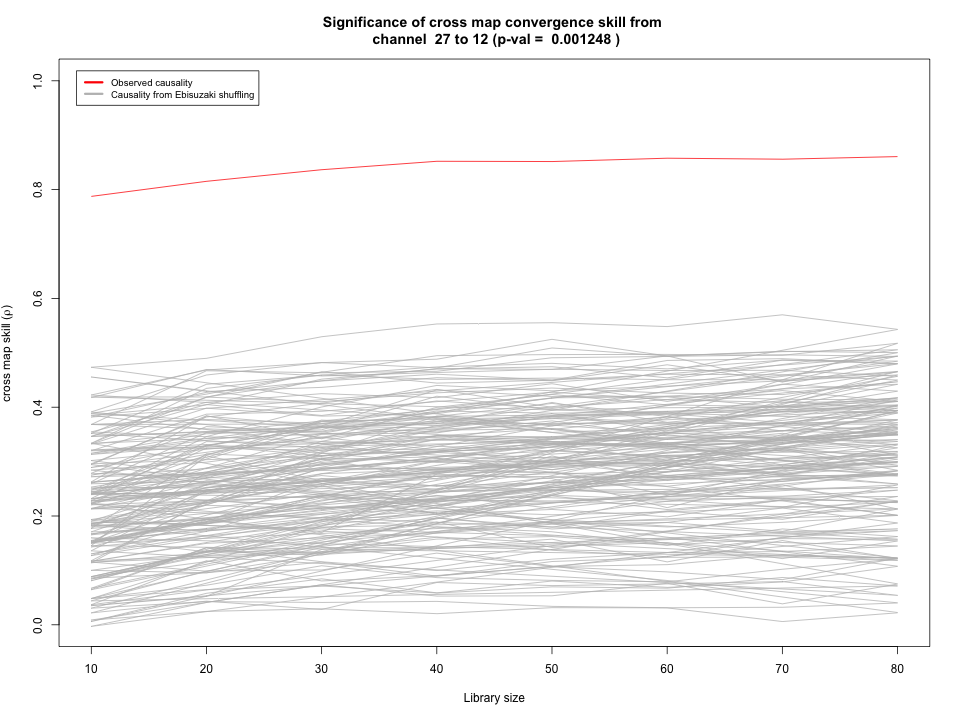 Significance of cross map convergence skill from
channel  27 to 12 (p-val =  0.001248 )
Observed causality
Causality from Ebisuzaki shuffling
cross map skill (ρ)
1.0
0.8
0.6
0.4
0.2
0.0
10 20 30 40 50 60 70 80
Library size